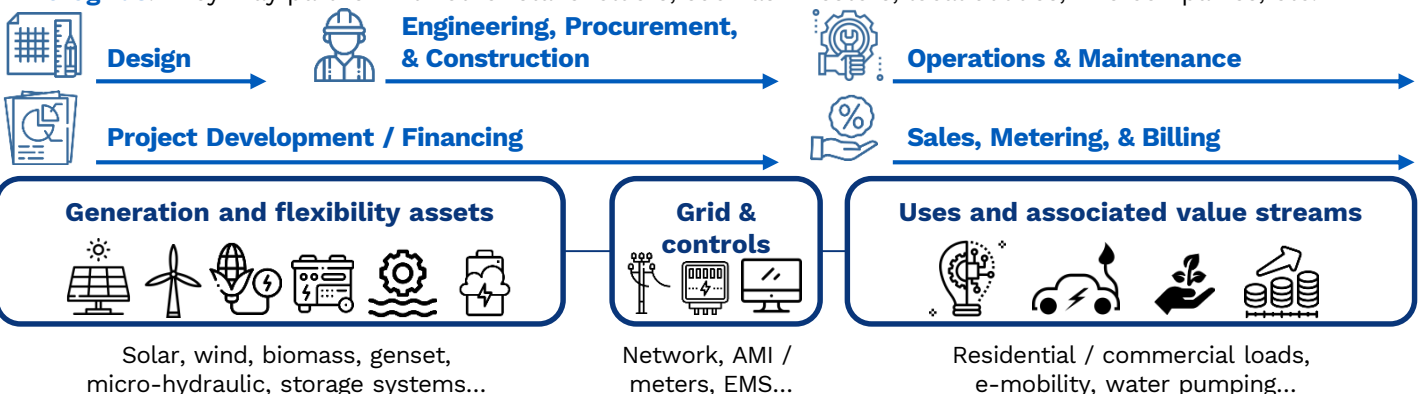 Design
Engineering, Procurement,
& Construction
Operations & Maintenance
Project Development / Financing
Sales, Metering, & Billing
Generation and flexibility assets
Grid &
controls
Uses and associated value streams
Solar, wind, biomass, genset,
micro-hydraulic, storage systems...
Network, AMI /
meters, EMS...
Residential / commercial loads,
e-mobility, water pumping...